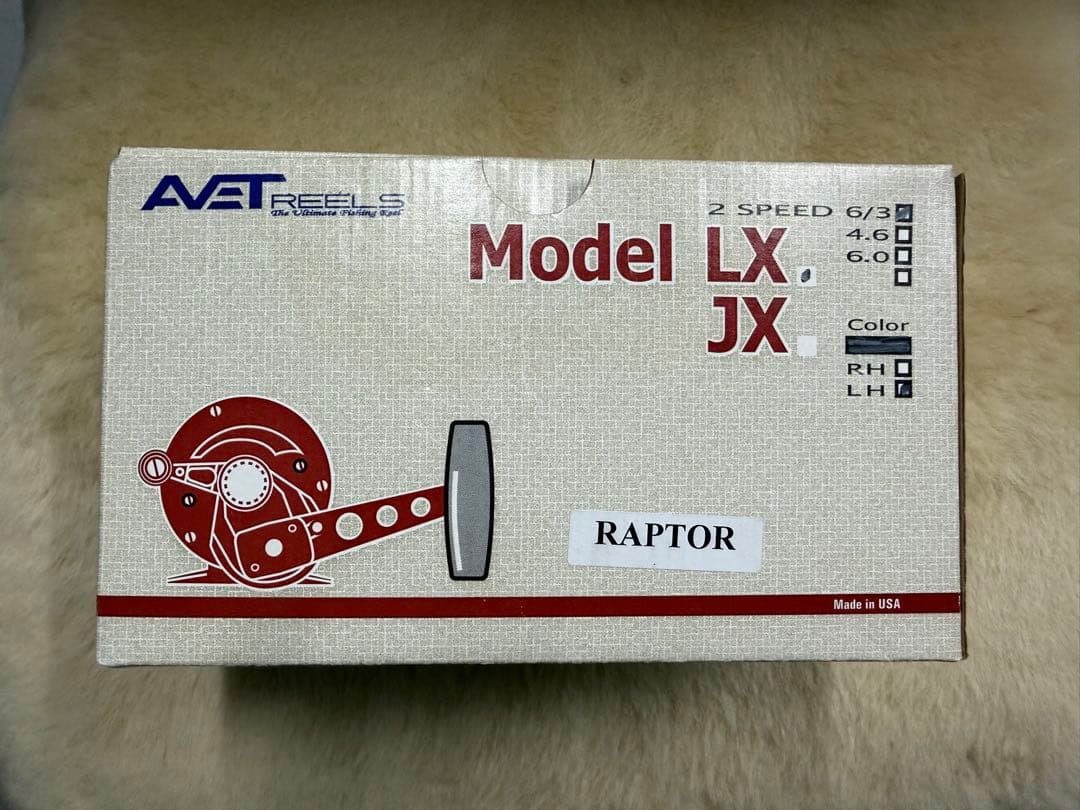 AVET REELS
The Ultimate Fishing Reel
2 SPEED 6/3
Model LX
4.6
6.0
JX
Color
RH
LH
RAPTOR
Made in USA